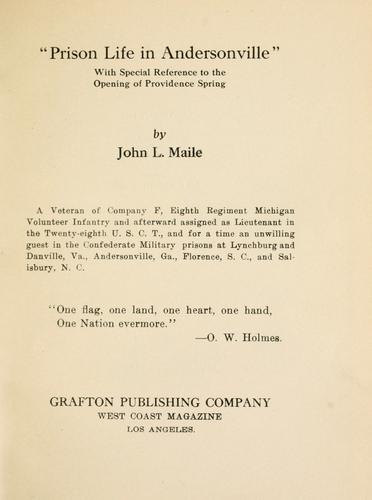 "Prison Life in Andersonville"
With Special Reference to the
Opening of Providence Spring
by
John L. Maile
A Veteran of Company F, Eighth Regiment Michigan
Volunteer Infantry and afterward assigned as Lieutenant in
the Twenty-eighth U. S. C. T., and for a time an unwilling
guest in the Confederate Military prisons at Lynchburg and
Danville, Va., Andersonville, Ga., Florence, S. C., and Sal-
isbury, N. C.
"One flag, one land, one heart, one hand,
One Nation evermore."
—O. W. Holmes.
GRAFTON PUBLISHING COMPANY
WEST COAST MAGAZINE
LOS ANGELES.